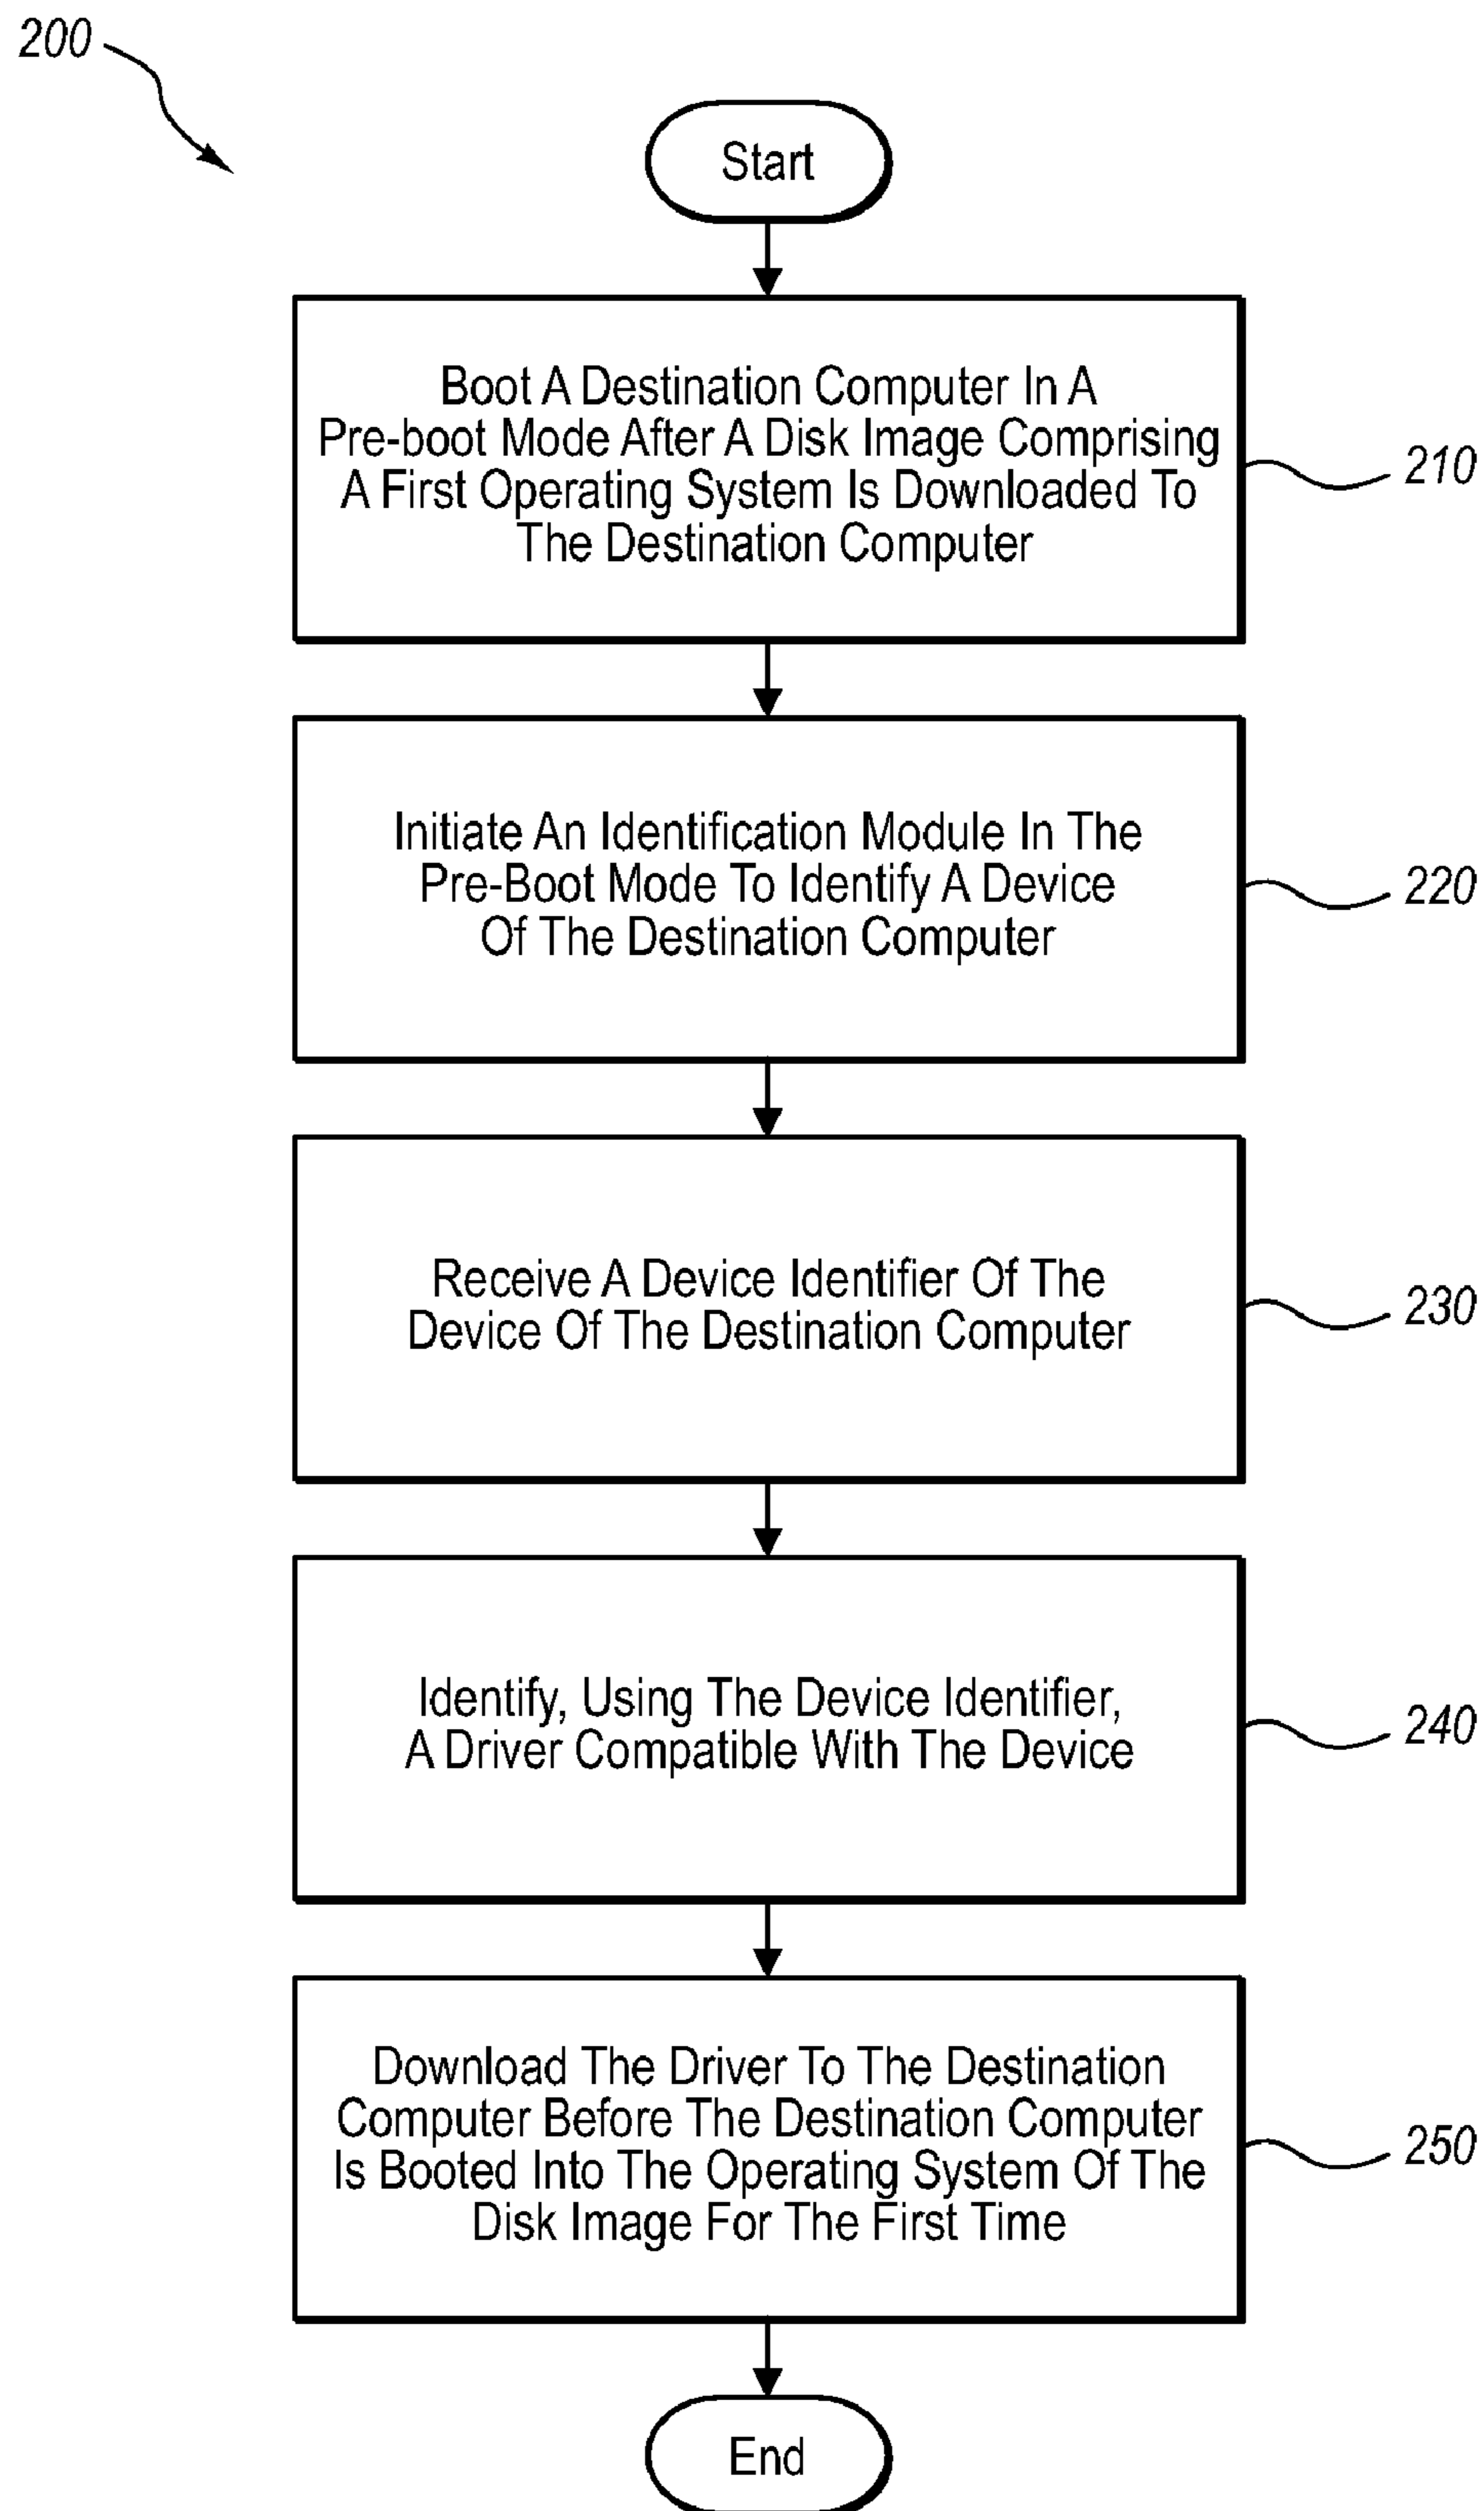 200
Start
Boot A Destination Computer In A
Pre-boot Mode After A Disk Image Comprising
A First Operating System Is Downloaded To
The Destination Computer
210
Initiate An Identification Module In The
Pre-Boot Mode To Identify A Device
Of The Destination Computer
220
Receive A Device Identifier Of The
Device Of The Destination Computer
230
Identify, Using The Device Identifier,
A Driver Compatible With The Device
240
Download The Driver To The Destination
Computer Before The Destination Computer
Is Booted Into The Operating System Of The
Disk Image For The First Time
250
End